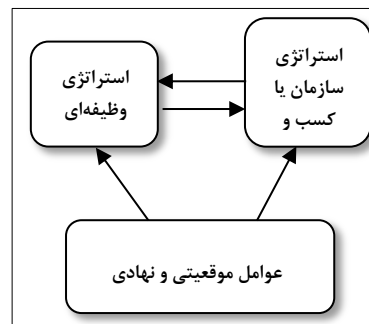 استراتژی
سازمان یا
کسب و
استراتژی
وظیفه‌ای
عوامل موقعیتی و نهادی